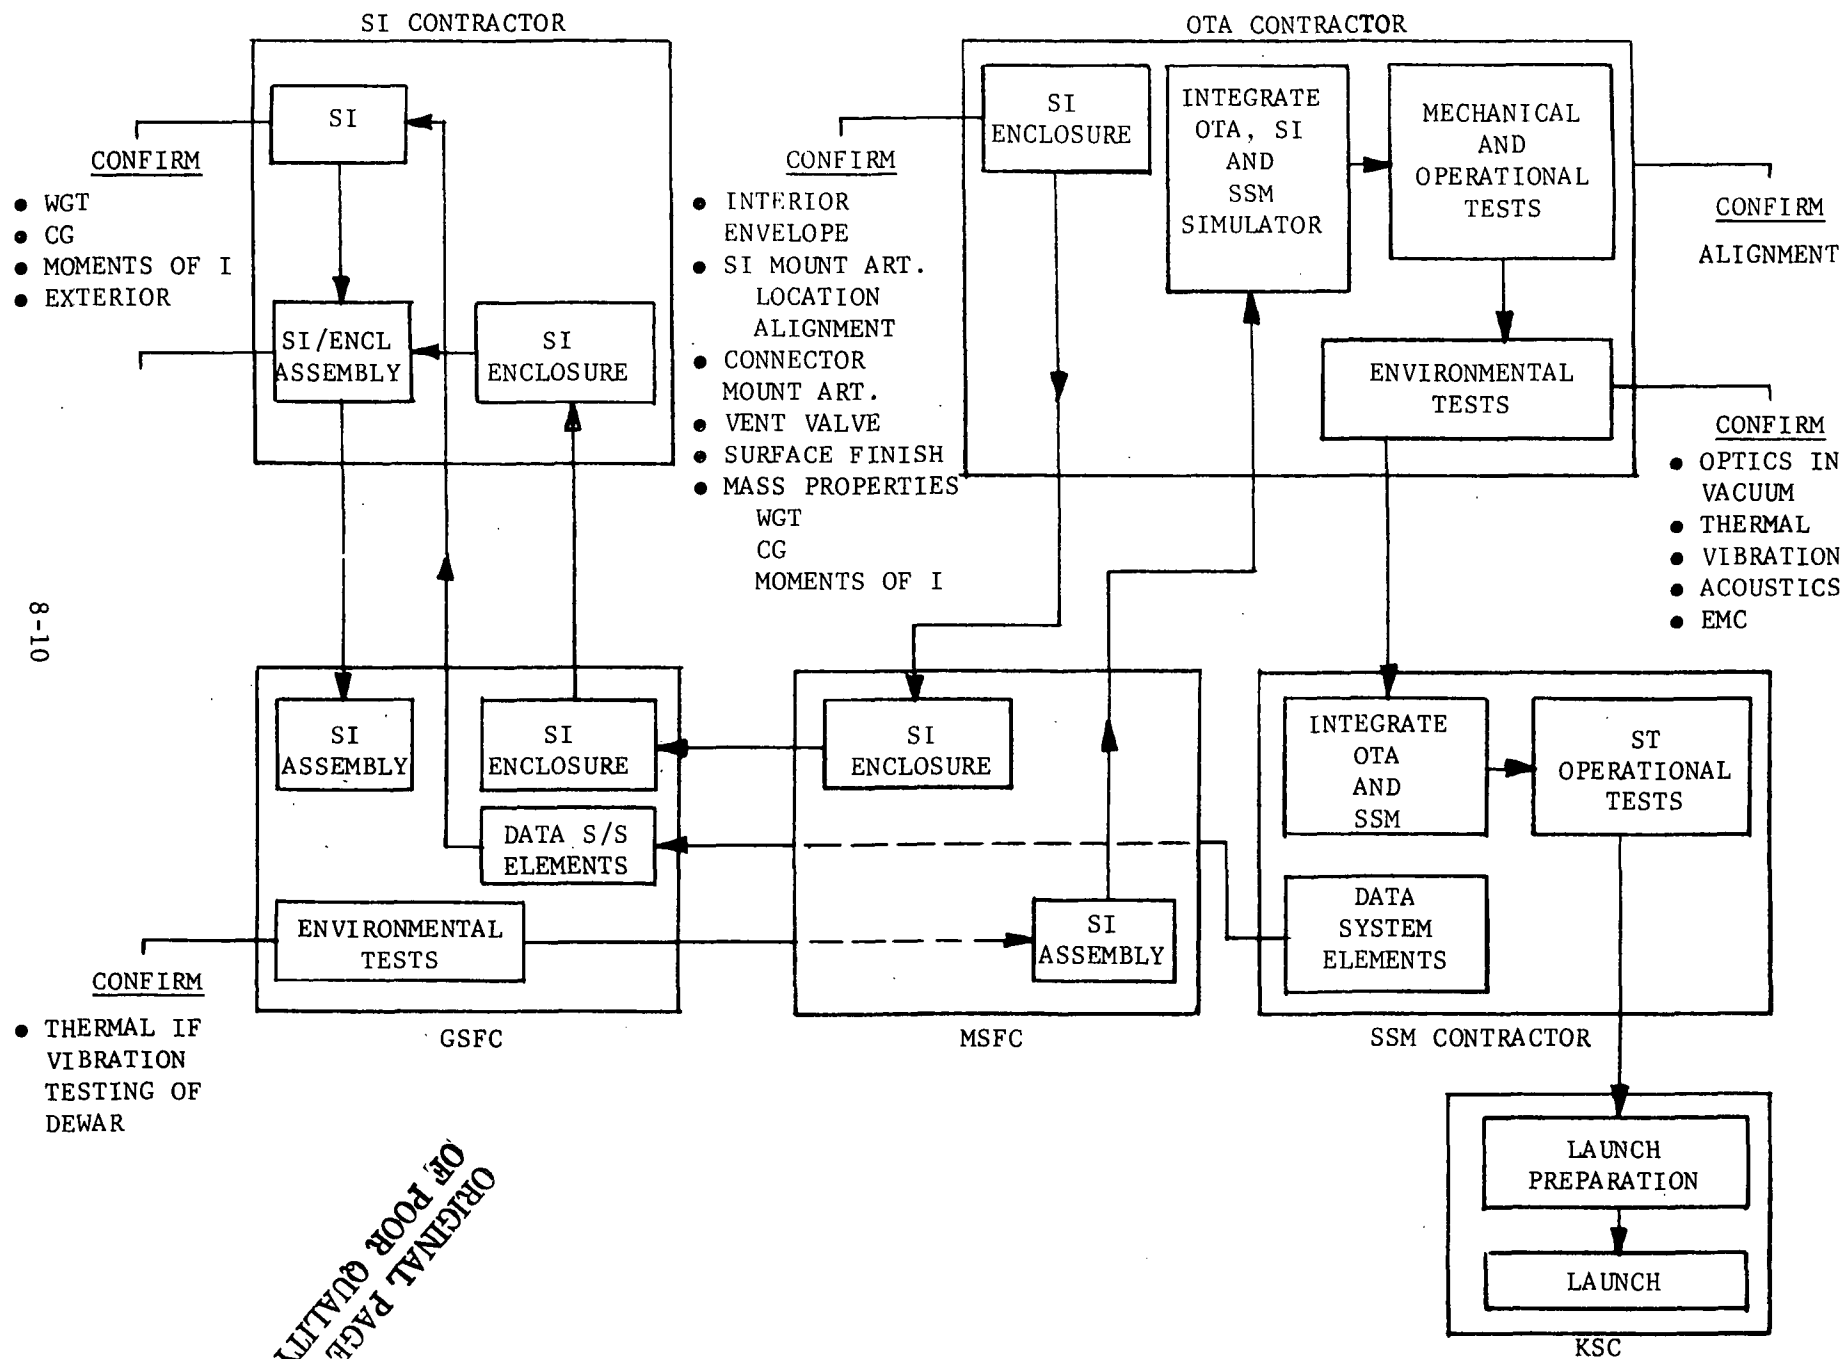 SI CONTRACTOR
SI
CONFIRM
• WGT
• CG
• MOMENTS OF I
• EXTERIOR
SI/ENCL
ASSEMBLY
SI
ENCLOSURE
OTA CONTRACTOR
SI
ENCLOSURE
INTEGRATE
OTA, SI
AND
SSM
SIMULATOR
MECHANICAL
AND
OPERATIONAL
TESTS
CONFIRM
• INTERIOR
ENVELOPE
• SI MOUNT ART.
LOCATION
ALIGNMENT
• CONNECTOR
MOUNT ART.
• VENT VALVE
• SURFACE FINISH
• MASS PROPERTIES
WGT
CG
MOMENTS OF I
CONFIRM
ALIGNMENT
ENVIRONMENTAL
TESTS
CONFIRM
• OPTICS IN
VACUUM
• THERMAL
• VIBRATION
• ACOUSTICS
• EMC
8-10
SI
ASSEMBLY
SI
ENCLOSURE
DATA S/S
ELEMENTS
ENVIRONMENTAL
TESTS
GSFC
CONFIRM
• THERMAL IF
VIBRATION
TESTING OF
DEWAR
SI
ENCLOSURE
SI
ASSEMBLY
MSFC
INTEGRATE
OTA
AND
SSM
ST
OPERATIONAL
TESTS
DATA
SYSTEM
ELEMENTS
SSM CONTRACTOR
LAUNCH
PREPARATION
LAUNCH
KSC
ORIGINAL PAGE
OF POOR QUALITY